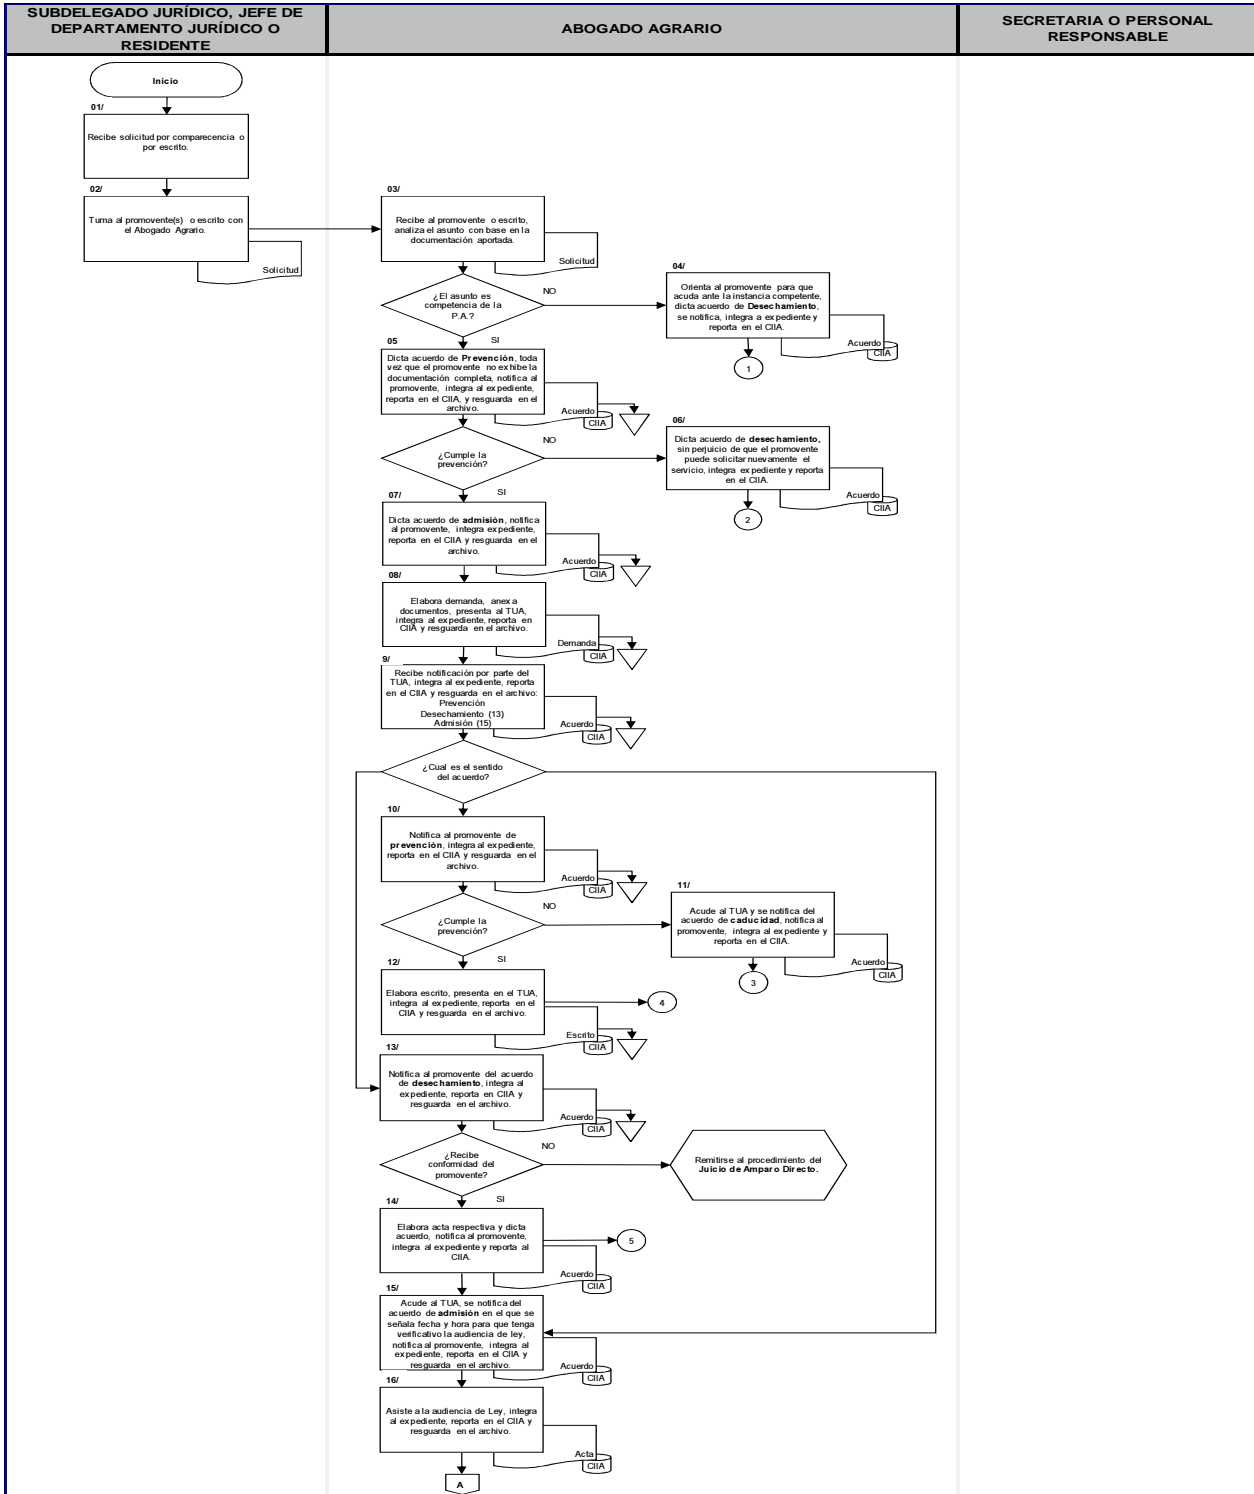 SUBDELEGADO JURÍDICO, JEFE DE
DEPARTAMENTO JURÍDICO O
RESIDENTE
ABOGADO AGRARIO
SECRETARIA O PERSONAL
RESPONSABLE
Inicio
01/
Recibe solicitud por comparecencia o
por escrito.
02/
Turna al promovente(s) o escrito con
el Abogado Agrario.
Solicitud
03/
Recibe al promovente o escrito,
analiza el asunto con base en la
documentación aportada.
Solicitud
¿El asunto es
competencia de la
P.A.?
NO
SI
04/
Orienta al promovente para que
acuda ante la instancia competente,
dicta acuerdo de Desechamiento,
se notifica, integra a expediente y
reporta en el CIIA.
Acuerdo
CIIA
1
05
Dicta acuerdo de Prevención, toda
vez que el promovente no exhibe la
documentación completa, notifica al
promovente, integra al expediente,
reporta en el CIIA, y resguarda en el
archivo.
Acuerdo
CIIA
¿Cumple la
prevención?
NO
SI
06/
Dicta acuerdo de desechamiento,
sin perjuicio de que el promovente
puede solicitar nuevamente el
servicio, integra expediente y reporta
en el CIIA.
Acuerdo
CIIA
2
07/
Dicta acuerdo de admisión, notifica
al promovente, integra expediente,
reporta en el CIIA y resguarda en el
archivo.
Acuerdo
CIIA
08/
Elabora demanda, anexa
documentos, presenta al TUA,
integra al expediente, reporta en
CIIA y resguarda en el archivo.
Demanda
CIIA
9/
Recibe notificación por parte del
TUA, integra al expediente, reporta
en el CIIA y resguarda en el archivo:
Prevención
Desechamiento (13)
Admisión (15)
Acuerdo
CIIA
¿Cual es el sentido
del acuerdo?
10/
Notifica al promovente de
prevención, integra al expediente,
reporta en el CIIA y resguarda en el
archivo.
Acuerdo
CIIA
¿Cumple la
prevención?
NO
SI
11/
Acude al TUA y se notifica del
acuerdo de caducidad, notifica al
promovente, integra al expediente y
reporta en el CIIA.
Acuerdo
CIIA
3
12/
Elabora escrito, presenta en el TUA,
integra al expediente, reporta en el
CIIA y resguarda en el archivo.
4
Escrito
CIIA
13/
Notifica al promovente del acuerdo
de desechamiento, integra al
expediente, reporta en CIIA y
resguarda en el archivo.
Acuerdo
CIIA
¿Recibe
conformidad del
promovente?
NO
SI
Remitirse al procedimiento del
Juicio de Amparo Directo.
14/
Elabora acta respectiva y dicta
acuerdo, notifica al promovente,
integra al expediente y reporta al
CIIA.
5
Acuerdo
CIIA
15/
Acude al TUA, se notifica del
acuerdo de admisión en el que se
señala fecha y hora para que tenga
verificativo la audiencia de ley,
notifica al promovente, integra al
expediente, reporta en el CIIA y
resguarda en el archivo.
Acuerdo
CIIA
16/
Asiste a la audiencia de Ley, integra
al expediente, reporta en el CIIA y
resguarda en el archivo.
Acta
CIIA
A